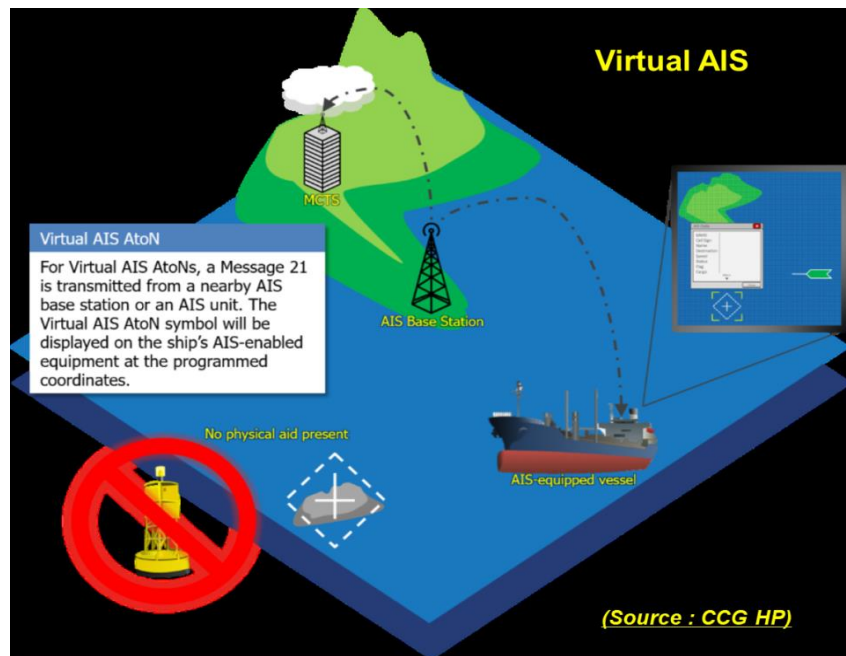 Virtual AIS
MCTS
Virtual AIS AtoN
For Virtual AIS AtoNs, a Message 21
is transmitted from a nearby AIS
base station or an AIS unit. The
Virtual AIS AtoN symbol will be
displayed on the ship's AIS-enabled
equipment at the programmed
coordinates.
AIS Base Station
No physical aid present
AIS-equipped vessel
(Source : CCG HP)